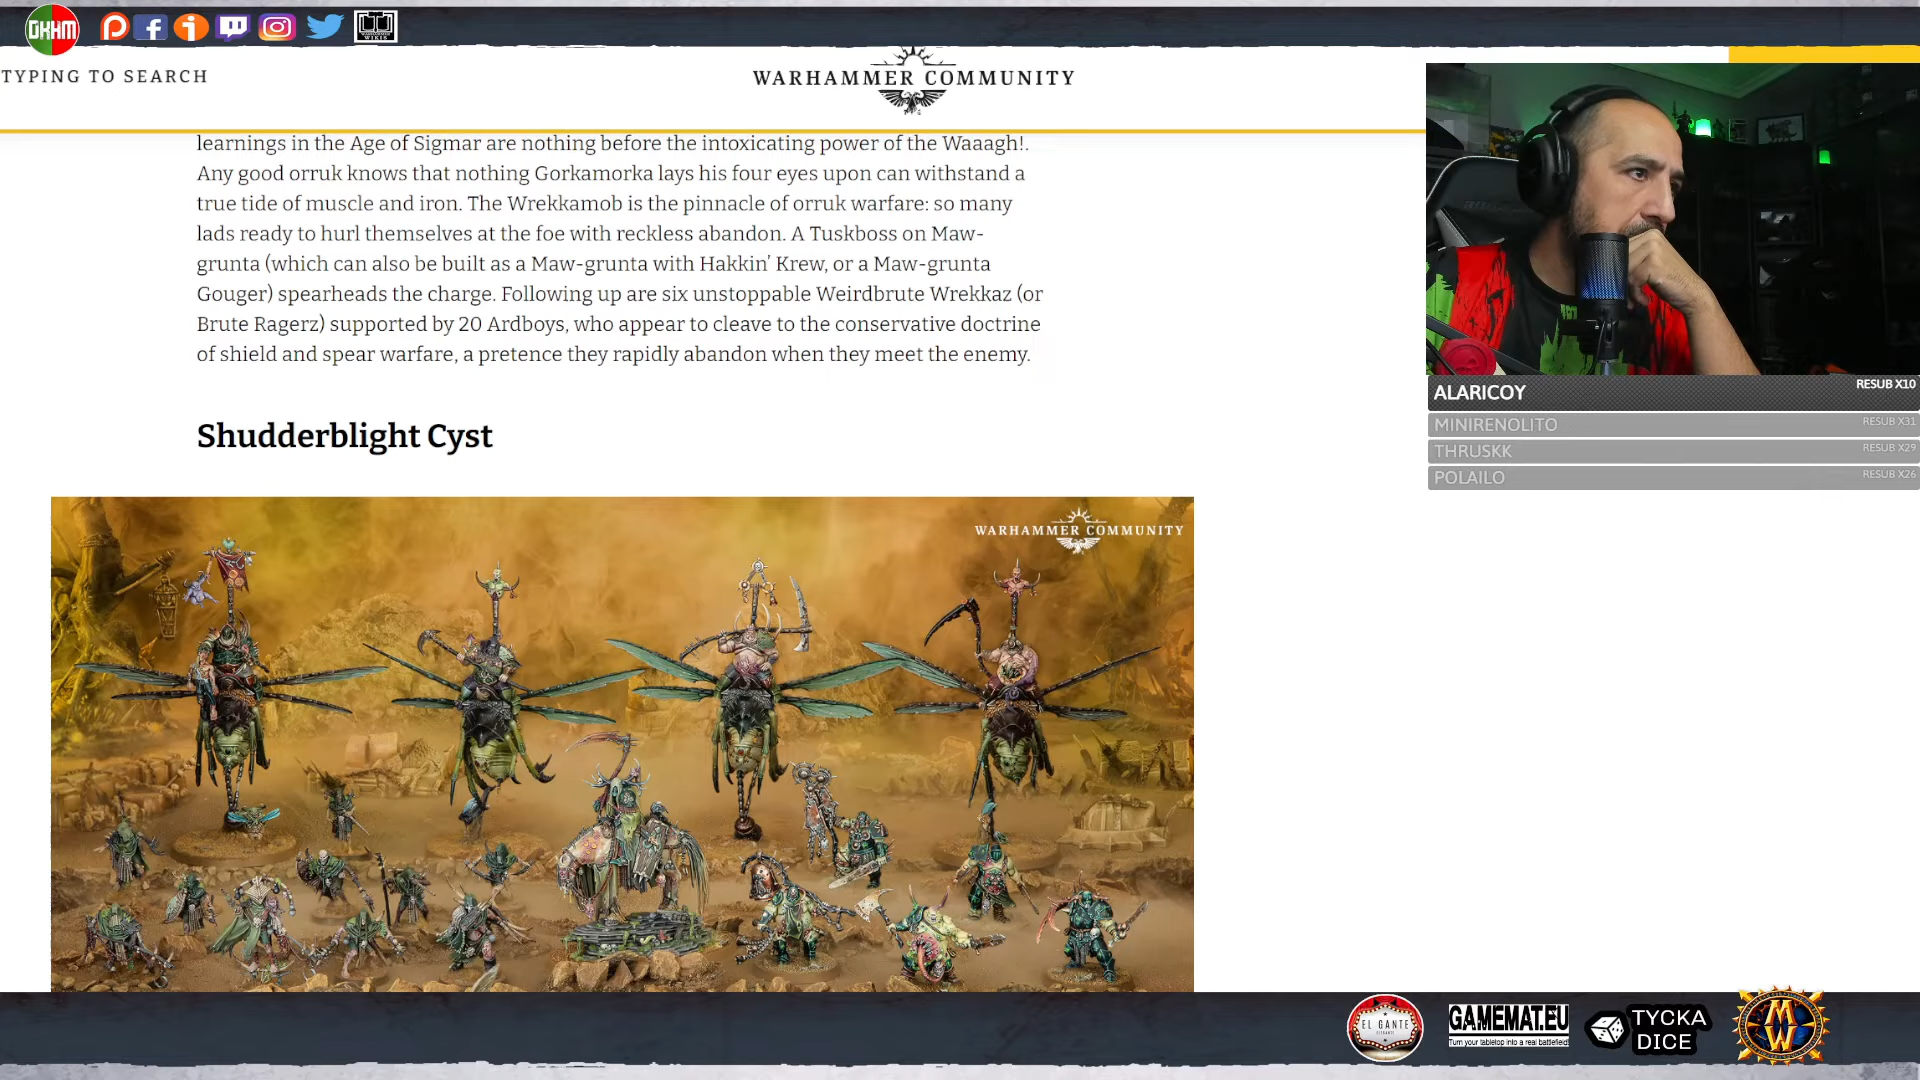 DKHM
WARHAMMER WIKIS
TYPING TO SEARCH
WARHAMMER COMMUNITY
learnings in the Age of Sigmar are nothing before the intoxicating power of the Waaagh!.
Any good orruk knows that nothing Gorkamorka lays his four eyes upon can withstand a
true tide of muscle and iron. The Wrekkamob is the pinnacle of orruk warfare: so many
lads ready to hurl themselves at the foe with reckless abandon. A Tuskboss on Maw-
grunta (which can also be built as a Maw-grunta with Hakkin’ Krew, or a Maw-grunta
Gouger) spearheads the charge. Following up are six unstoppable Weirdbrute Wrekkaz (or
Brute Ragerz) supported by 20 Ardboys, who appear to cleave to the conservative doctrine
of shield and spear warfare, a pretence they rapidly abandon when they meet the enemy.
Shudderblight Cyst
WARHAMMER COMMUNITY
ALARICOY RESUB X10
MINIRENOLITO RESUB X31
THRUSKK RESUB X29
POLAILO RESUB X26
EL GANTE
GAMEMAT.EU
Turn your tabletop into a real battlefield!
TYCKA
DICE
MW